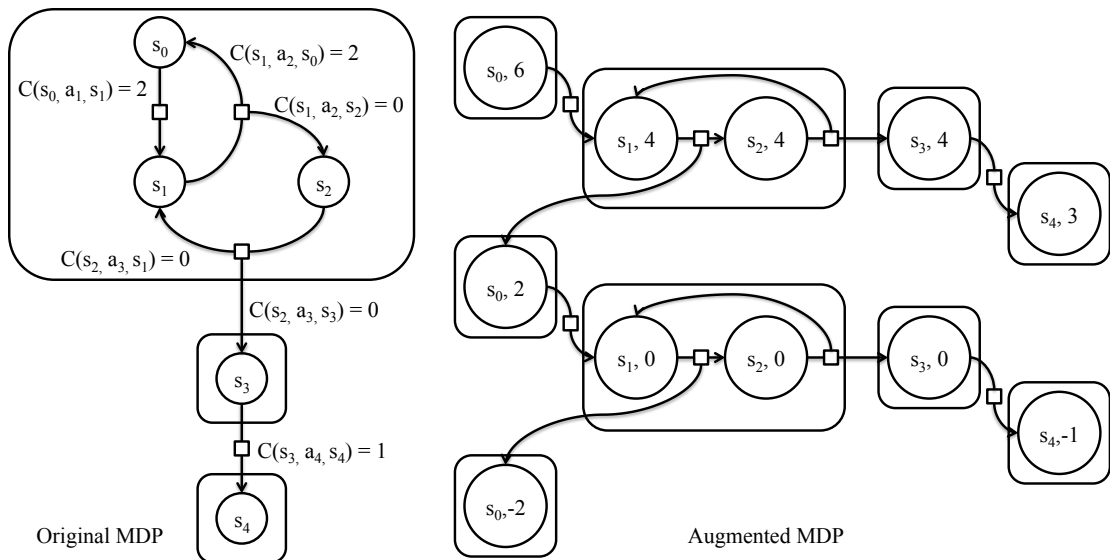 s₀
C(s₁, a₂, s₀) = 2
C(s₀, a₁, s₁) = 2
C(s₁, a₂, s₂) = 0
s₁
s₂
C(s₂, a₃, s₁) = 0
C(s₂, a₃, s₃) = 0
s₃
C(s₃, a₄, s₄) = 1
s₄
Original MDP
s₀, 6
s₁, 4
s₂, 4
s₃, 4
s₄, 3
s₀, 2
s₁, 0
s₂, 0
s₃, 0
s₄,-1
s₀,-2
Augmented MDP